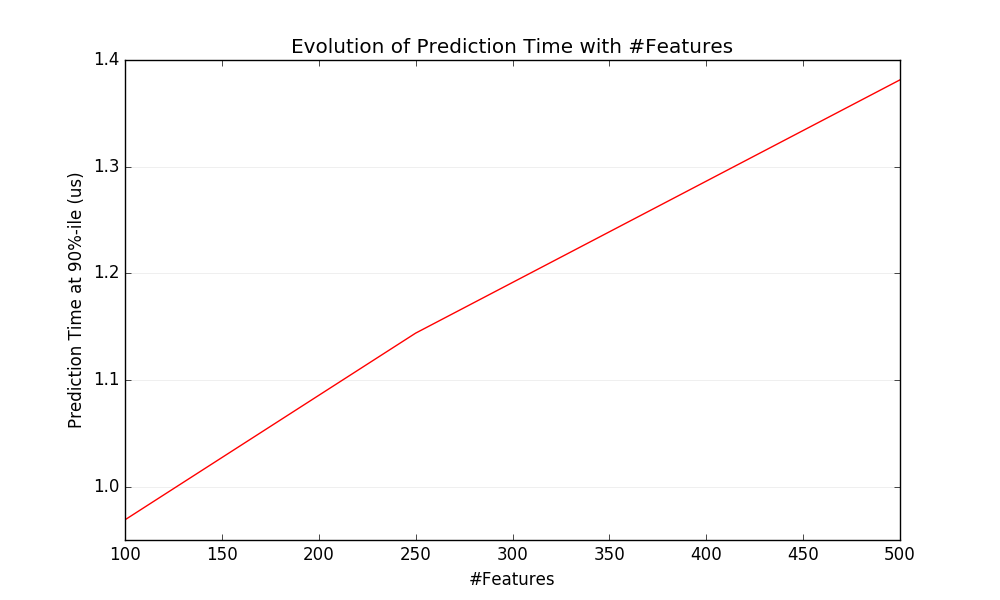 Evolution of Prediction Time with #Features
1.4
1.3
1.2
1.1
1.0
Prediction Time at 90%-ile (us)
100 150 200 250 300 350 400 450 500
#Features